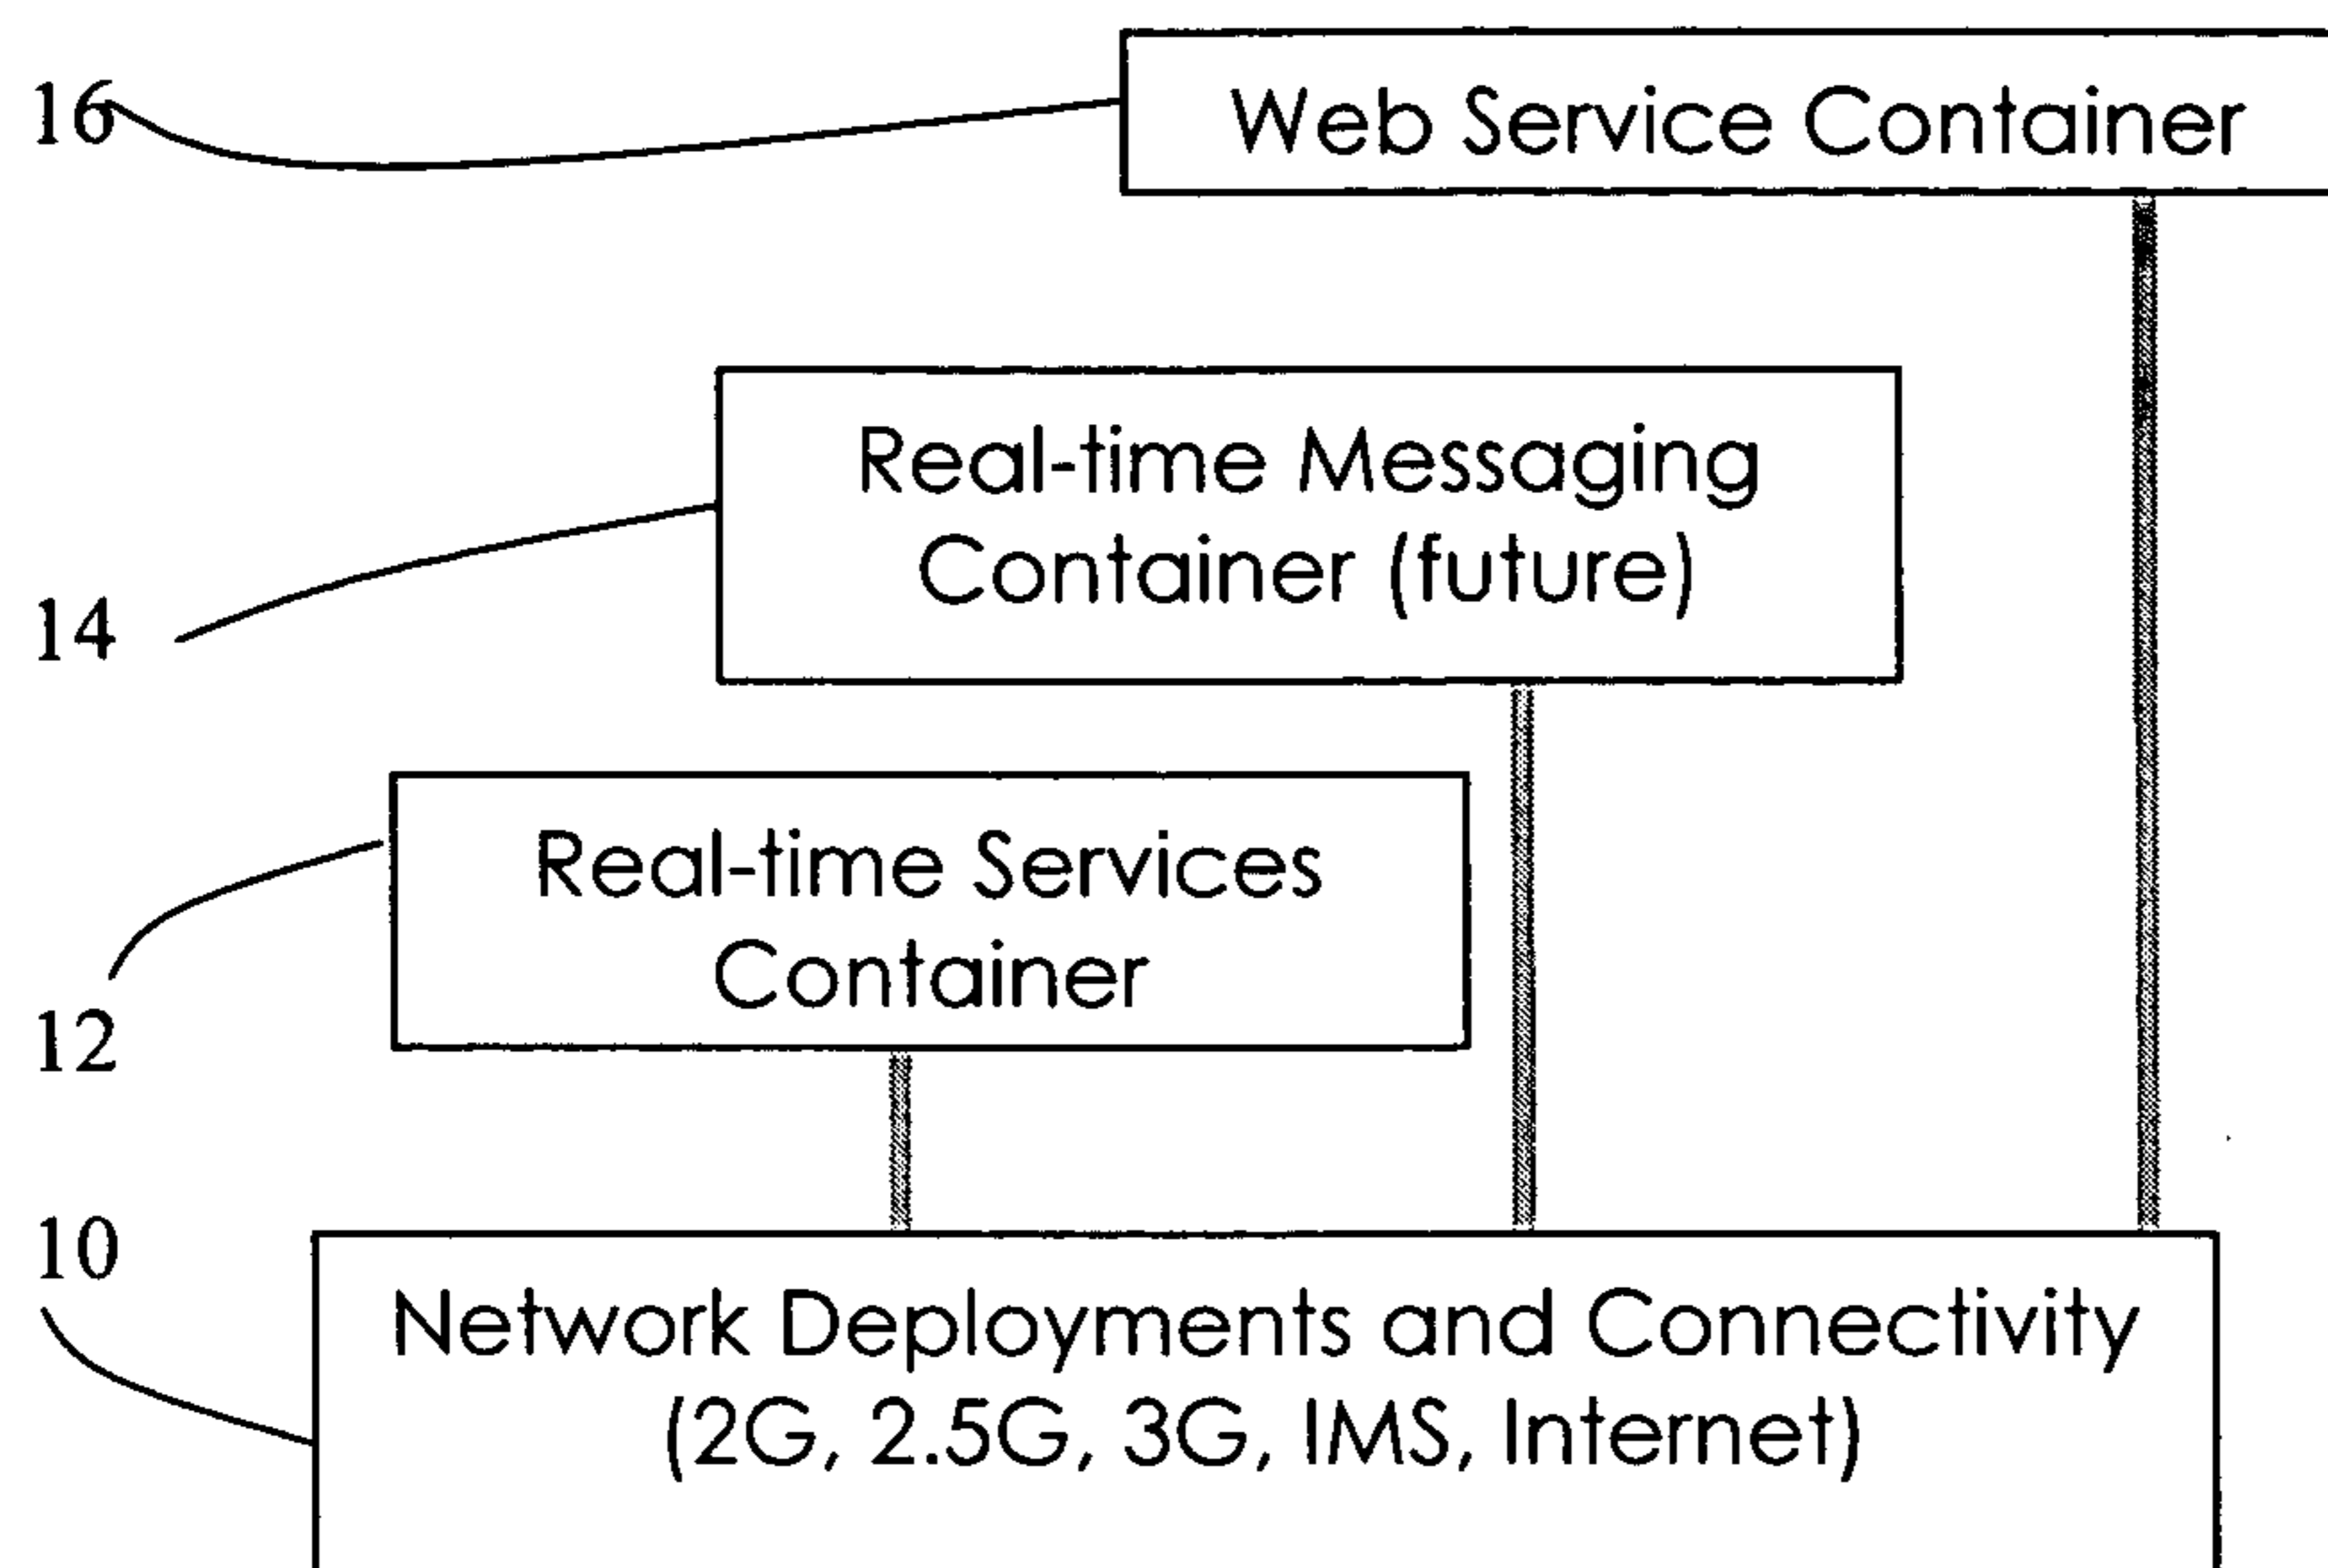 16
Web Service Container
Real-time Messaging
Container (future)
14
Real-time Services
Container
12
10
Network Deployments and Connectivity
(2G, 2.5G, 3G, IMS, Internet)